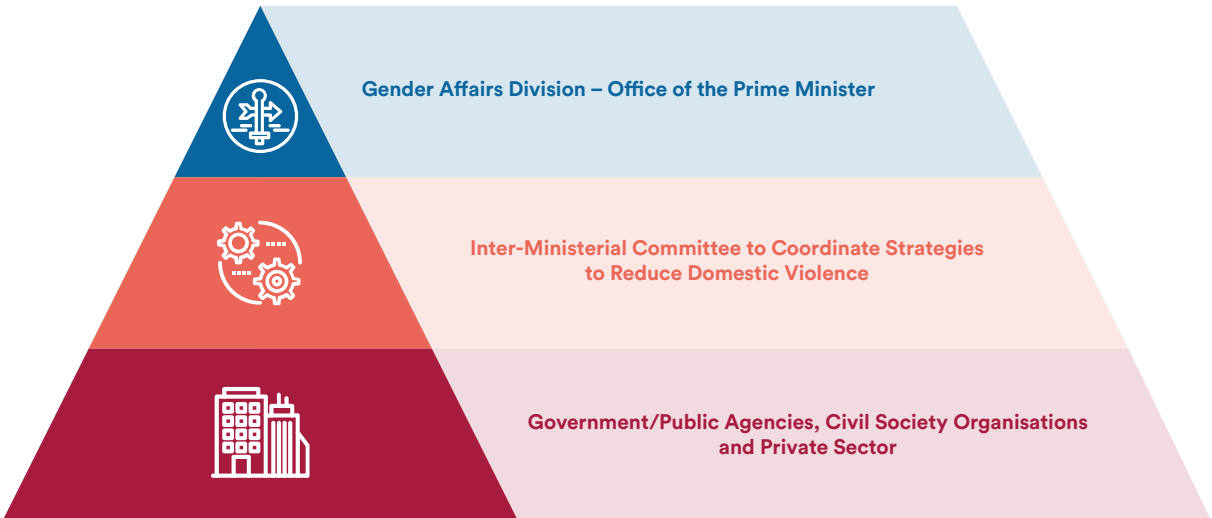 Gender Affairs Division – Office of the Prime Minister
Inter-Ministerial Committee to Coordinate Strategies
to Reduce Domestic Violence
Government/Public Agencies, Civil Society Organisations
and Private Sector